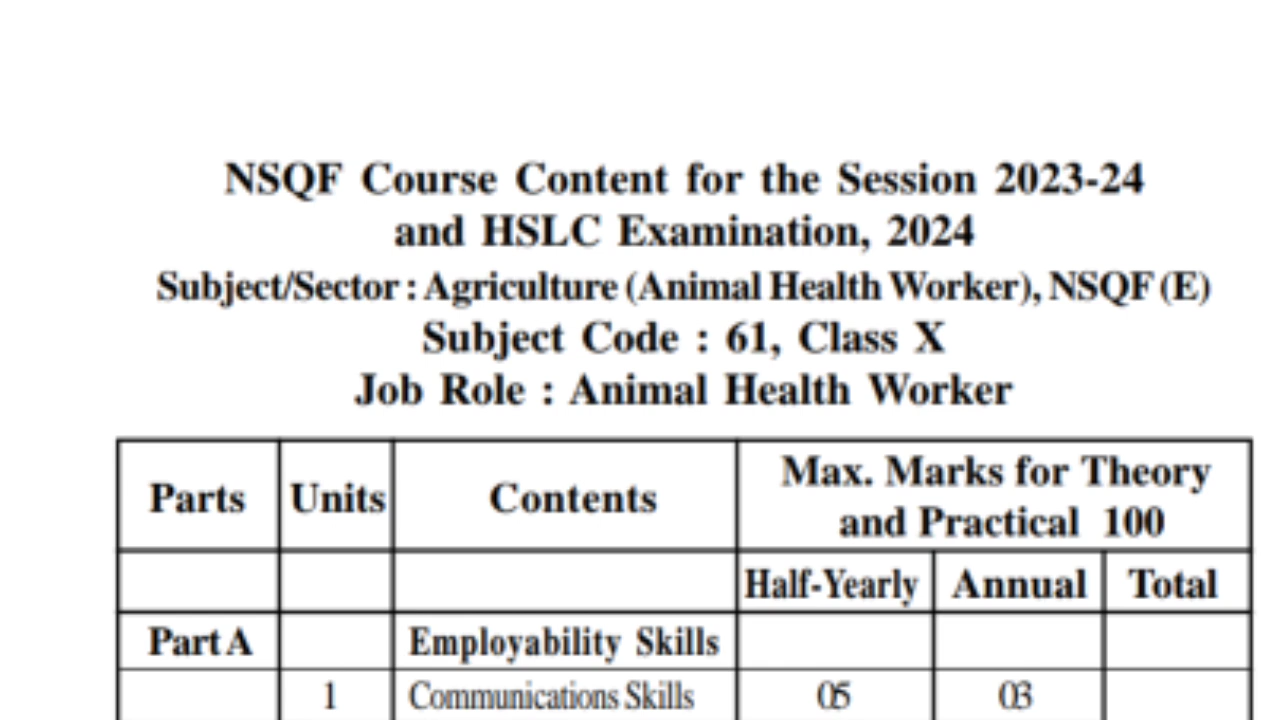 NSQF Course Content for the Session 2023-24
and HSLC Examination, 2024
Subject/Sector : Agriculture (Animal Health Worker), NSQF (E)
Subject Code : 61, Class X
Job Role : Animal Health Worker
Parts Units Contents Max. Marks for Theory
and Practical 100
Half-Yearly Annual Total
Part A Employability Skills
1 Communications Skills 05 03